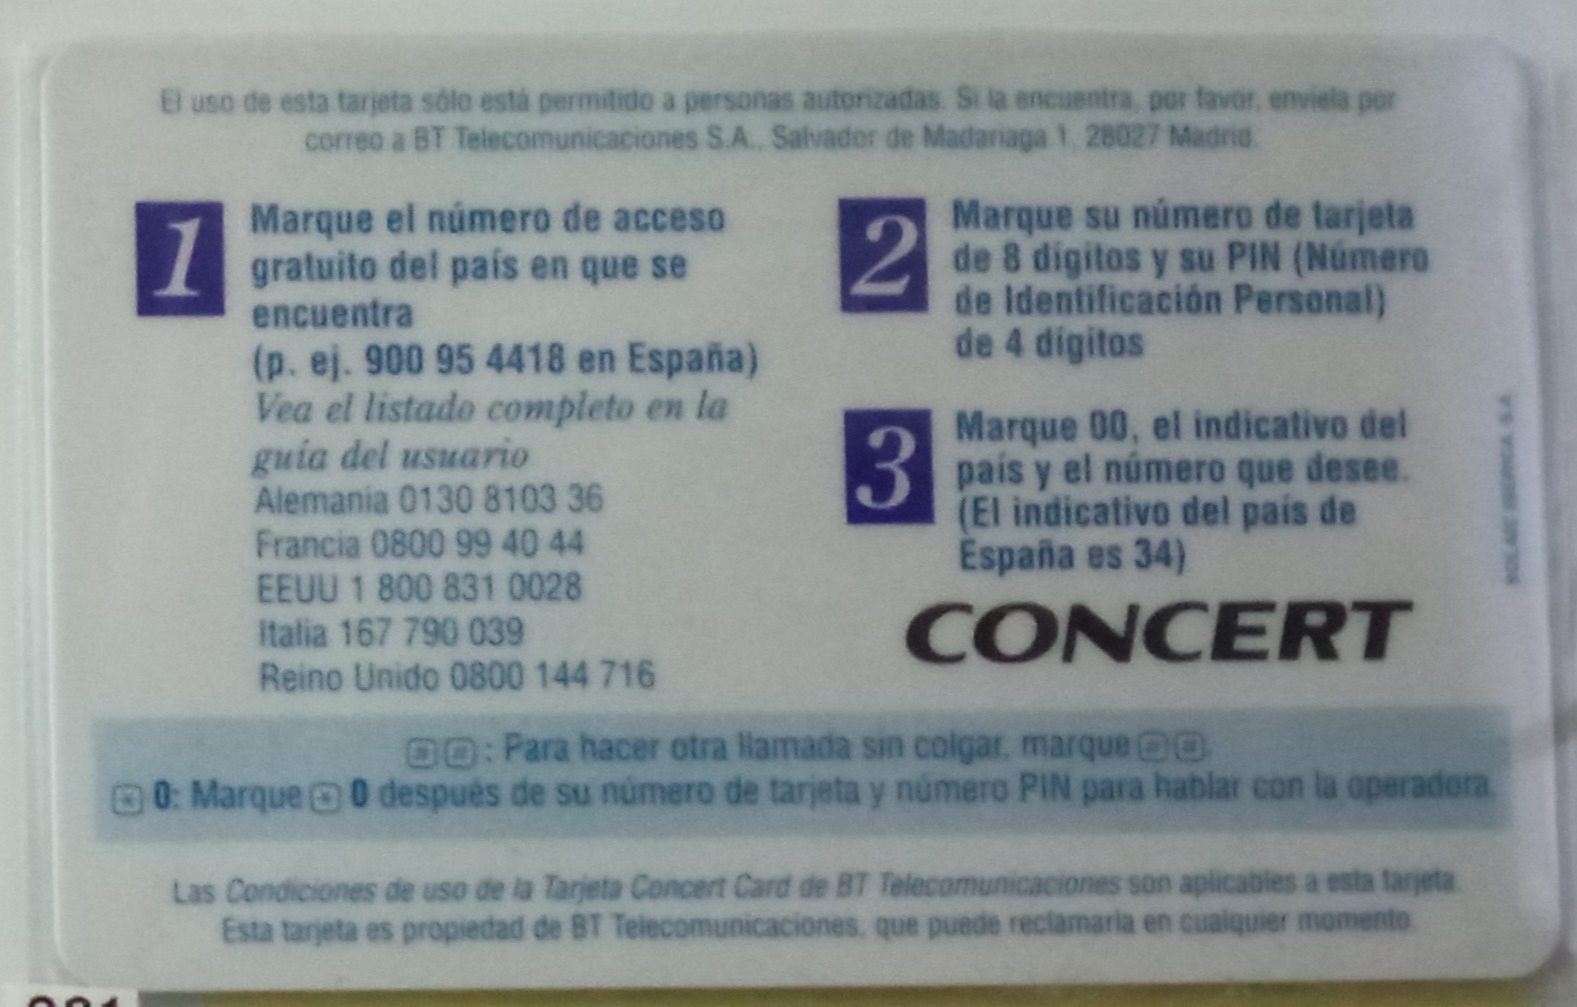 El uso de esta tarjeta sólo está permitido a personas autorizadas. Si la encuentra, por favor, envíela por
correo a BT Telecomunicaciones S.A., Salvador de Madariaga 1, 28027 Madrid.
1
Marque el número de acceso
gratuito del país en que se
encuentra
(p. ej. 900 95 4418 en España)
Vea el listado completo en la
guía del usuario
Alemania 0130 8103 36
Francia 0800 99 40 44
EEUU 1 800 831 0028
Italia 167 790 039
Reino Unido 0800 144 716
2
Marque su número de tarjeta
de 8 dígitos y su PIN (Número
de Identificación Personal)
de 4 dígitos
3
Marque 00, el indicativo del
país y el número que desee.
(El indicativo del país de
España es 34)
CONCERT
# # : Para hacer otra llamada sin colgar, marque # #.
* 0: Marque * 0 después de su número de tarjeta y número PIN para hablar con la operadora.
Las Condiciones de uso de la Tarjeta Concert Card de BT Telecomunicaciones son aplicables a esta tarjeta.
Esta tarjeta es propiedad de BT Telecomunicaciones, que puede reclamarla en cualquier momento.